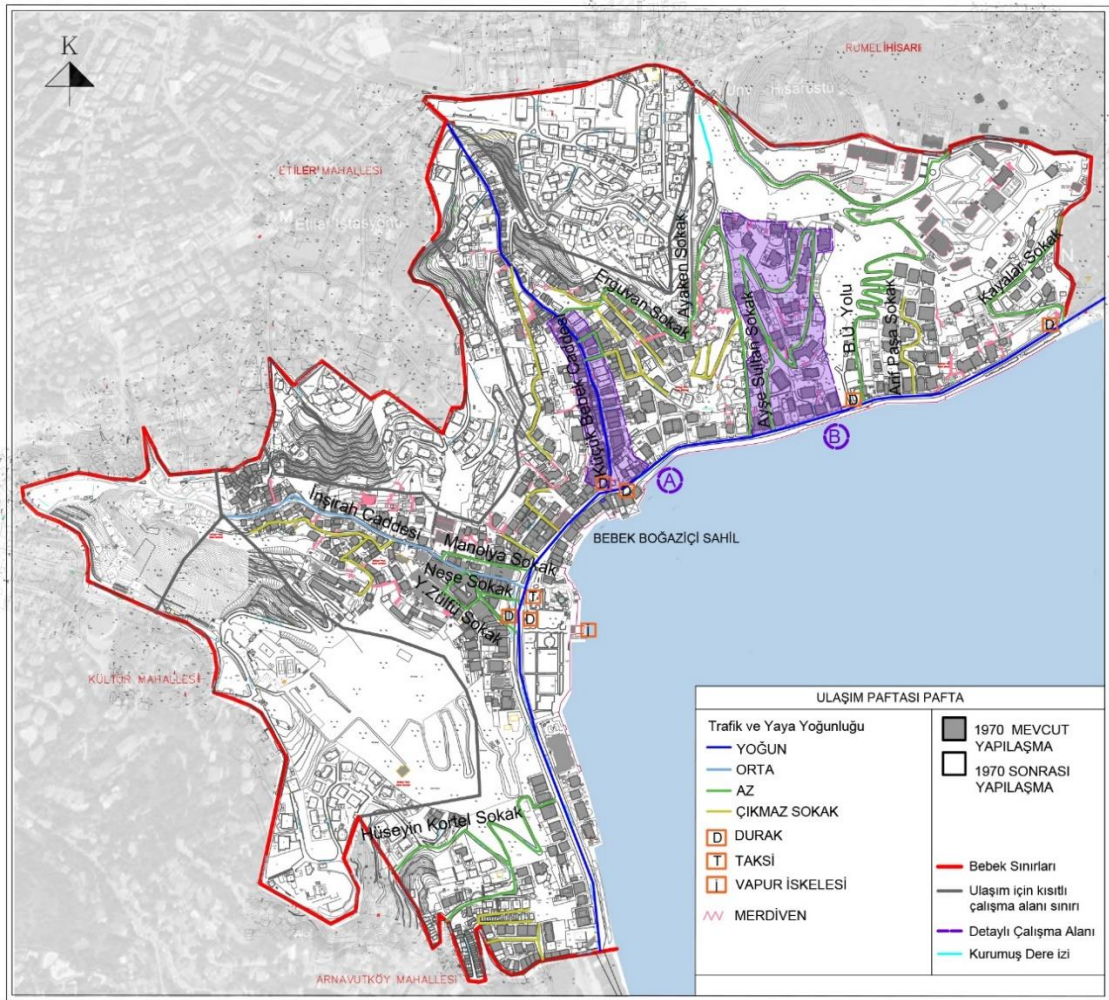 K
RUMELİHİSARI
Ünv - Hisarüstü
ETİLER MAHALLESİ
Ayaken Sokak
Erguvan Sokak
Kavalar Sokak
Küçük Bebek Caddesi
Ayşe Sultan Sokak
B.Ü. Yolu
Arif Paşa Sokak
D
D
B
A
D
D
İnşirah Caddesi
Manolya Sokak
BEBEK BOĞAZİÇİ SAHİL
Neşe Sokak
Y Zülfü Sokak
T
D
D
İ
KÜLTÜR MAHALLESİ
Hüseyin Kortel Sokak
ARNAVUTKÖY MAHALLESİ
ULAŞIM PAFTASI PAFTA
Trafik ve Yaya Yoğunluğu
YOĞUN
ORTA
AZ
ÇIKMAZ SOKAK
D DURAK
T TAKSİ
İ VAPUR İSKELESİ
MERDİVEN
1970 MEVCUT
YAPILAŞMA
1970 SONRASI
YAPILAŞMA
Bebek Sınırları
Ulaşım için kısıtlı
çalışma alanı sınırı
Detaylı Çalışma Alanı
Kurumuş Dere izi